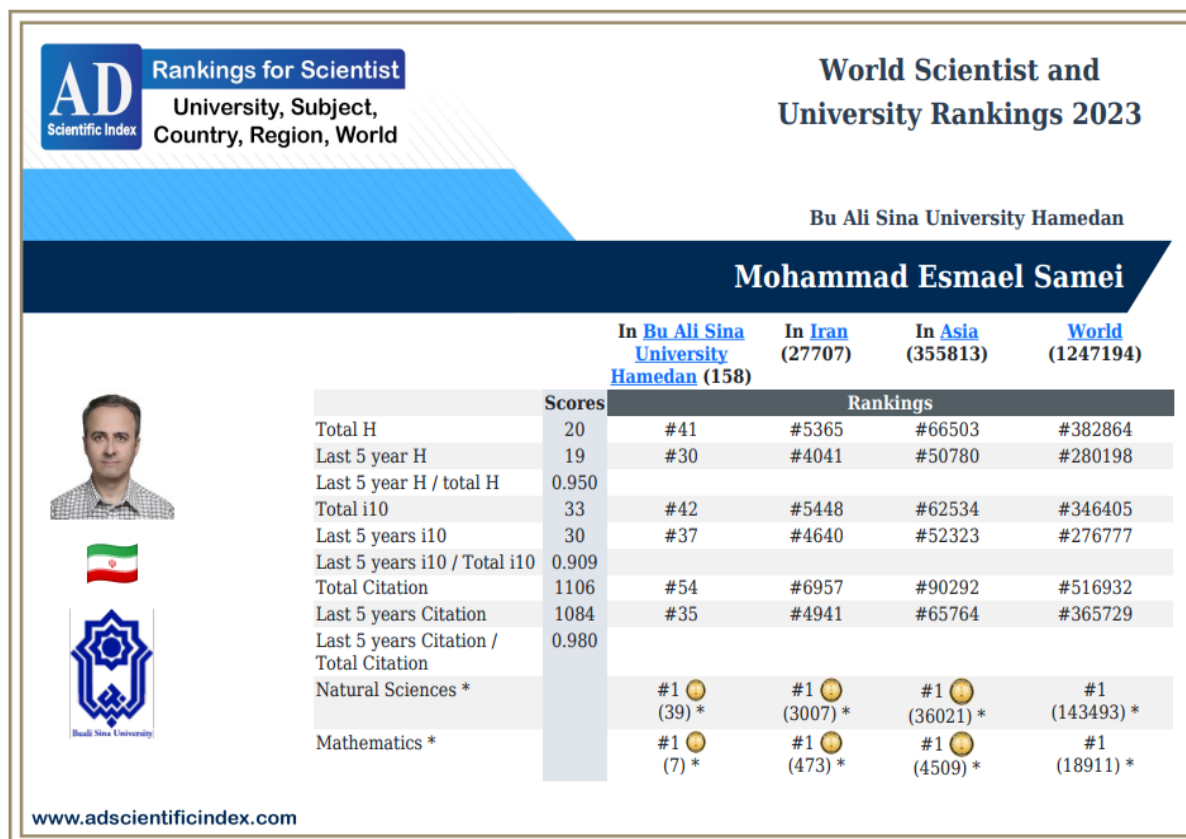 AD
Scientific Index
Rankings for Scientist
University, Subject,
Country, Region, World
World Scientist and
University Rankings 2023
Bu Ali Sina University Hamedan
Mohammad Esmael Samei
In Bu Ali Sina University Hamedan (158) In Iran (27707) In Asia (355813) World (1247194)
Scores Rankings
Total H 20 #41 #5365 #66503 #382864
Last 5 year H 19 #30 #4041 #50780 #280198
Last 5 year H / total H 0.950
Total i10 33 #42 #5448 #62534 #346405
Last 5 years i10 30 #37 #4640 #52323 #276777
Last 5 years i10 / Total i10 0.909
Total Citation 1106 #54 #6957 #90292 #516932
Last 5 years Citation 1084 #35 #4941 #65764 #365729
Last 5 years Citation / 0.980
Total Citation
Natural Sciences * #1 #1 #1 #1
(39) * (3007) * (36021) * (143493) *
Mathematics * #1 #1 #1 #1
(7) * (473) * (4509) * (18911) *
Buali Sina University
www.adscientificindex.com